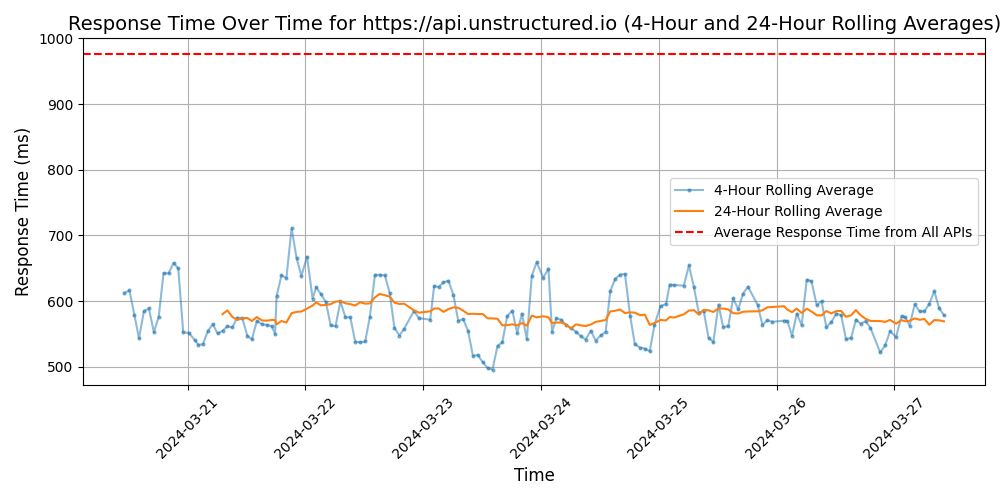 Response Time Over Time for https://api.unstructured.io (4-Hour and 24-Hour Rolling Averages)
Response Time (ms)
1000
900
800
700
600
500
4-Hour Rolling Average
24-Hour Rolling Average
Average Response Time from All APIs
2024-03-21
2024-03-22
2024-03-23
2024-03-24
2024-03-25
2024-03-26
2024-03-27
Time